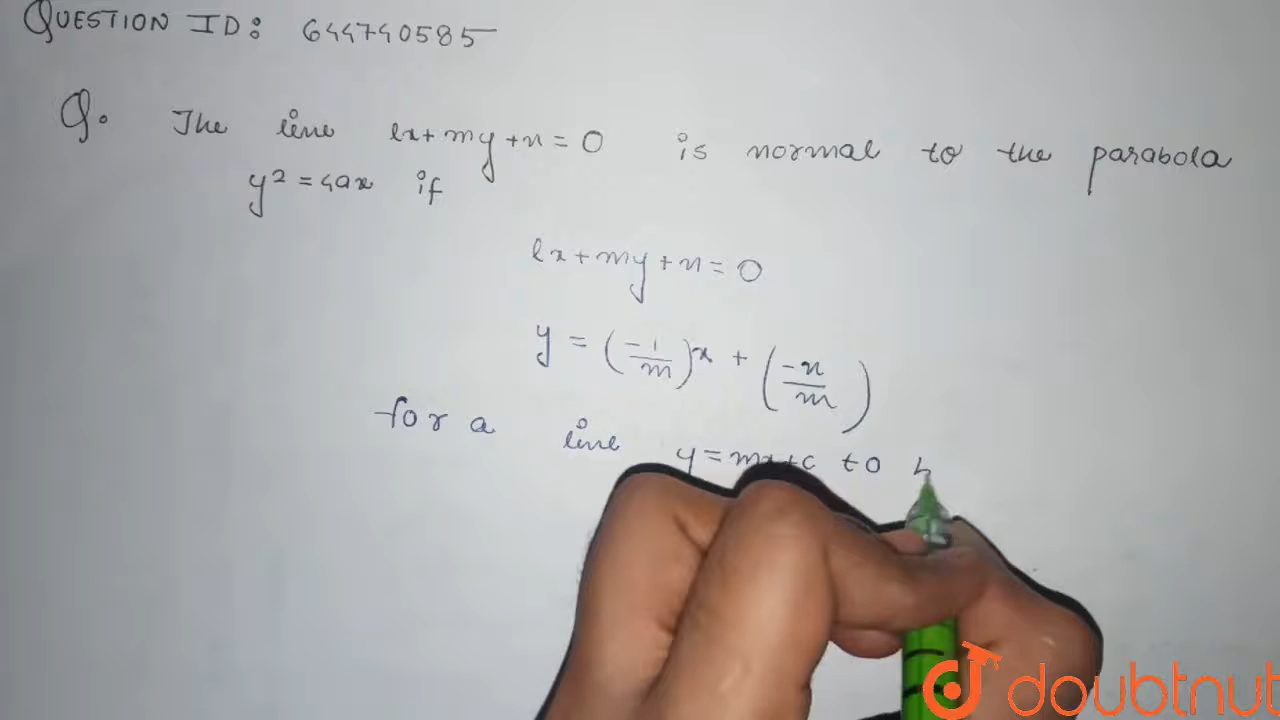 QUESTION ID: 644740585
Q. The line lx+my+n=0 is normal to the parabola
y²=4ax if
lx+my+n=0
y = (-l/m)x + (-n/m)
for a line y=mx+c to
doubtnut